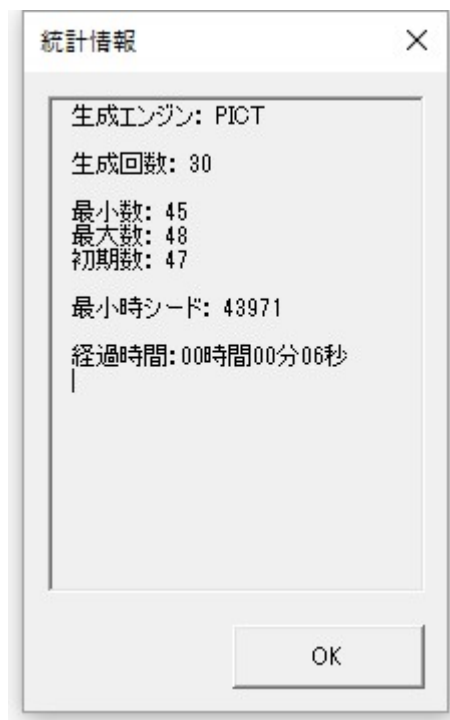 統計情報
生成エンジン: PICT
生成回数: 30
最小数: 45
最大数: 48
初期数: 47
最小時シード: 43971
経過時間:00時間00分06秒
OK